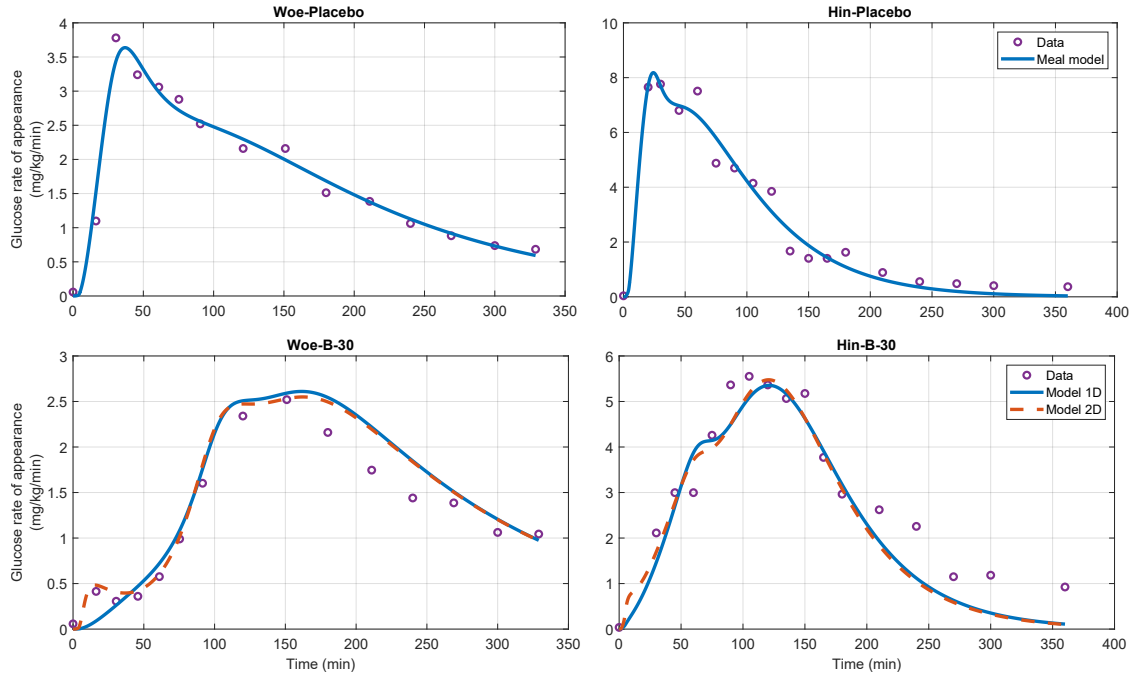 Woe-Placebo
Glucose rate of appearance
(mg/kg/min)
4
3.5
3
2.5
2
1.5
1
0.5
0
0 50 100 150 200 250 300 350
Hin-Placebo
Data
Meal model
10
8
6
4
2
0
0 50 100 150 200 250 300 350 400
Woe-B-30
Glucose rate of appearance
(mg/kg/min)
3
2.5
2
1.5
1
0.5
0
0 50 100 150 200 250 300 350
Time (min)
Hin-B-30
Data
Model 1D
Model 2D
6
5
4
3
2
1
0
0 50 100 150 200 250 300 350 400
Time (min)